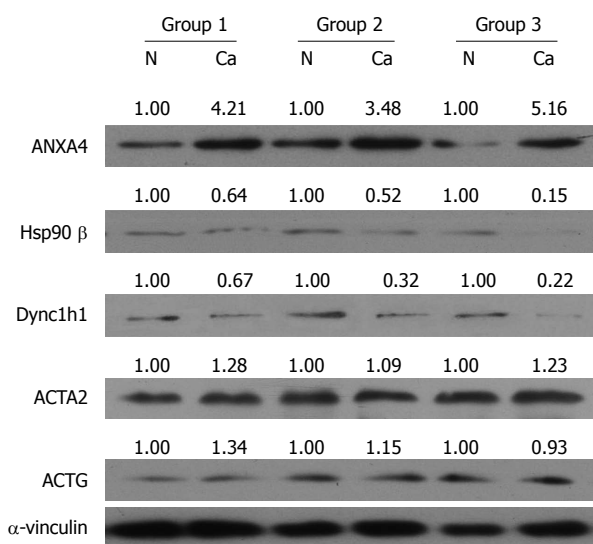 Group 1 Group 2 Group 3
N Ca N Ca N Ca
1.00 4.21 1.00 3.48 1.00 5.16
ANXA4
1.00 0.64 1.00 0.52 1.00 0.15
Hsp90 β
1.00 0.67 1.00 0.32 1.00 0.22
Dync1h1
1.00 1.28 1.00 1.09 1.00 1.23
ACTA2
1.00 1.34 1.00 1.15 1.00 0.93
ACTG
α-vinculin